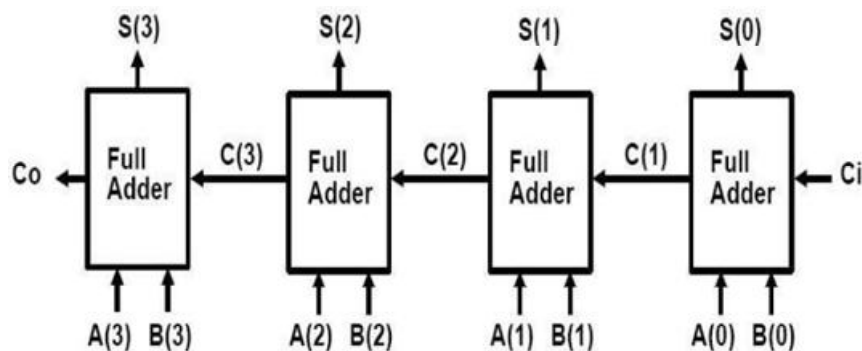 S(3) S(2) S(1) S(0)
Co Full Adder C(3) Full Adder C(2) Full Adder C(1) Full Adder Ci
A(3) B(3) A(2) B(2) A(1) B(1) A(0) B(0)